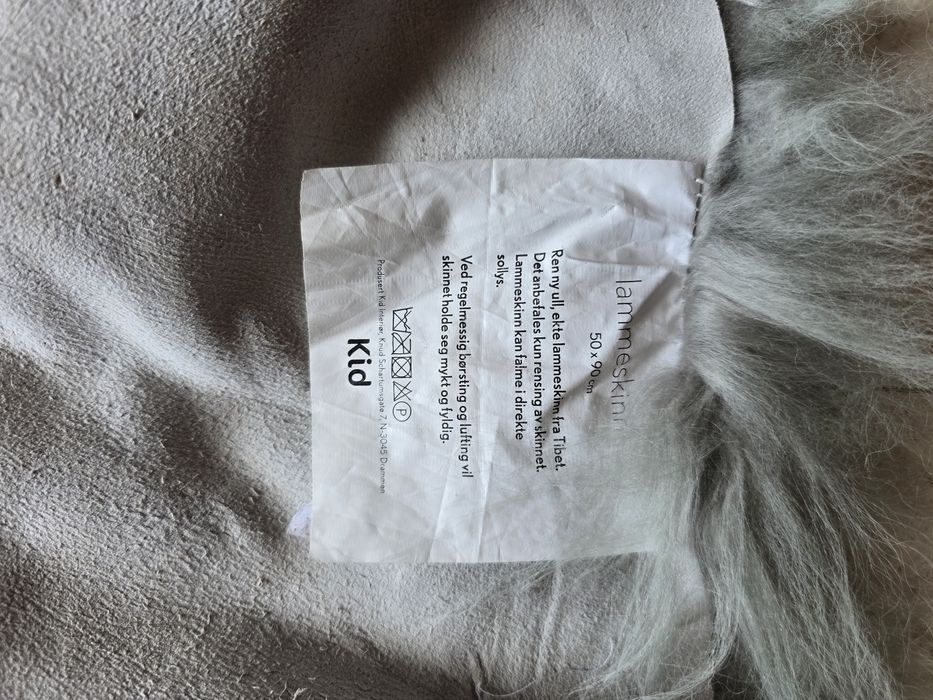 lammeskinn
50 x 90 cm
Ren ny ull, ekte lammeskinn fra Tibet.
Det anbefales kun rensing av skinnet.
Lammeskinn kan falme i direkte
sollys.
Ved regelmessig børsting og lufting vil
skinnet holde seg mykt og fyldig.
P
Produsert Kid Interiør, Knud Schartumsgate 7, N-3045 Drammen
Kid